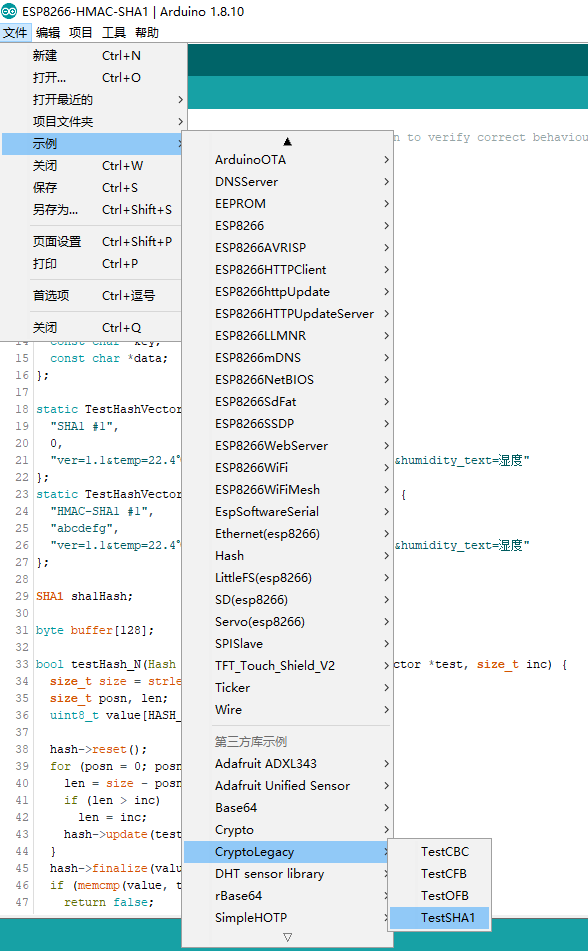 ESP8266-HMAC-SHA1 | Arduino 1.8.10
文件 编辑 项目 工具 帮助
新建 Ctrl+N
打开... Ctrl+O
打开最近的
项目文件夹
示例
关闭 Ctrl+W
保存 Ctrl+S
另存为... Ctrl+Shift+S
页面设置 Ctrl+Shift+P
打印 Ctrl+P
首选项 Ctrl+逗号
关闭 Ctrl+Q
ArduinoOTA
DNSServer
EEPROM
ESP8266
ESP8266AVRISP
ESP8266HTTPClient
ESP8266httpUpdate
ESP8266HTTPUpdateServer
ESP8266LLMNR
ESP8266mDNS
ESP8266NetBIOS
ESP8266SdFat
ESP8266SSDP
ESP8266WebServer
ESP8266WiFi
ESP8266WiFiMesh
EspSoftwareSerial
Ethernet(esp8266)
Hash
LittleFS(esp8266)
SD(esp8266)
Servo(esp8266)
SPISlave
TFT_Touch_Shield_V2
Ticker
Wire
第三方库示例
Adafruit ADXL343
Adafruit Unified Sensor
Base64
Crypto
CryptoLegacy
DHT sensor library
rBase64
SimpleHOTP
TestCBC
TestCFB
TestOFB
TestSHA1
n to verify correct behaviou
14 const char *key;
15 const char *data;
16 };
17
18 static TestHashVector
19 "SHA1 #1",
20 0,
21 "ver=1.1&temp=22.4° &humidity_text=湿度"
22 };
23 static TestHashVector {
24 "HMAC-SHA1 #1",
25 "abcdefg",
26 "ver=1.1&temp=22.4° &humidity_text=湿度"
27 };
28
29 SHA1 sha1Hash;
30
31 byte buffer[128];
32
33 bool testHash_N(Hash ctor *test, size_t inc) {
34 size_t size = strle
35 size_t posn, len;
36 uint8_t value[HASH_
37
38 hash->reset();
39 for (posn = 0; posn
40 len = size - posn
41 if (len > inc)
42 len = inc;
43 hash->update(test
44 }
45 hash->finalize(valu
46 if (memcmp(value, t
47 return false;